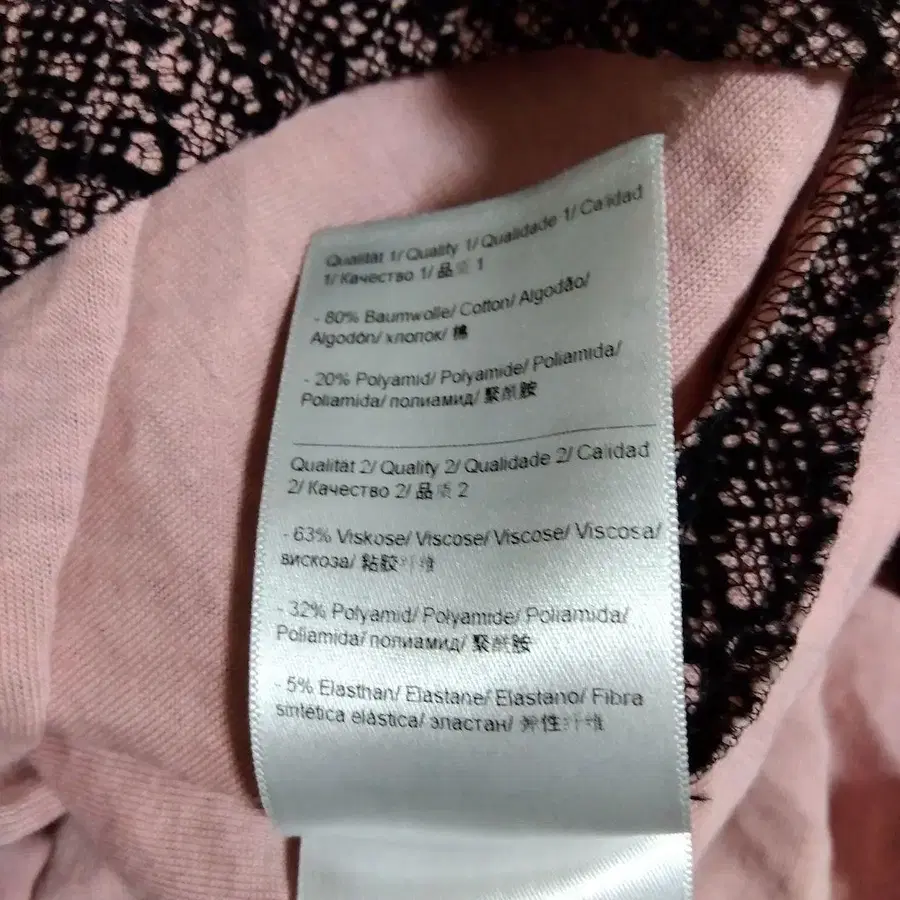 Qualität 1/ Quality 1/ Qualidade 1/ Calidad
1/ Качество 1/ 品质 1
- 80% Baumwolle/ Cotton/ Algodão/
Algodón/ хлопок/ 棉
- 20% Polyamid/ Polyamide/ Poliamida/
Poliamida/ полиамид/ 聚酰胺
Qualität 2/ Quality 2/ Qualidade 2/ Calidad
2/ Качество 2/ 品质 2
- 63% Viskose/ Viscose/ Viscose/ Viscosa/
вискоза/ 粘胶纤维
- 32% Polyamid/ Polyamide/ Poliamida/
Poliamida/ полиамид/ 聚酰胺
- 5% Elasthan/ Elastane/ Elastano/ Fibra
sintética elástica/ эластан/ 弹性纤维